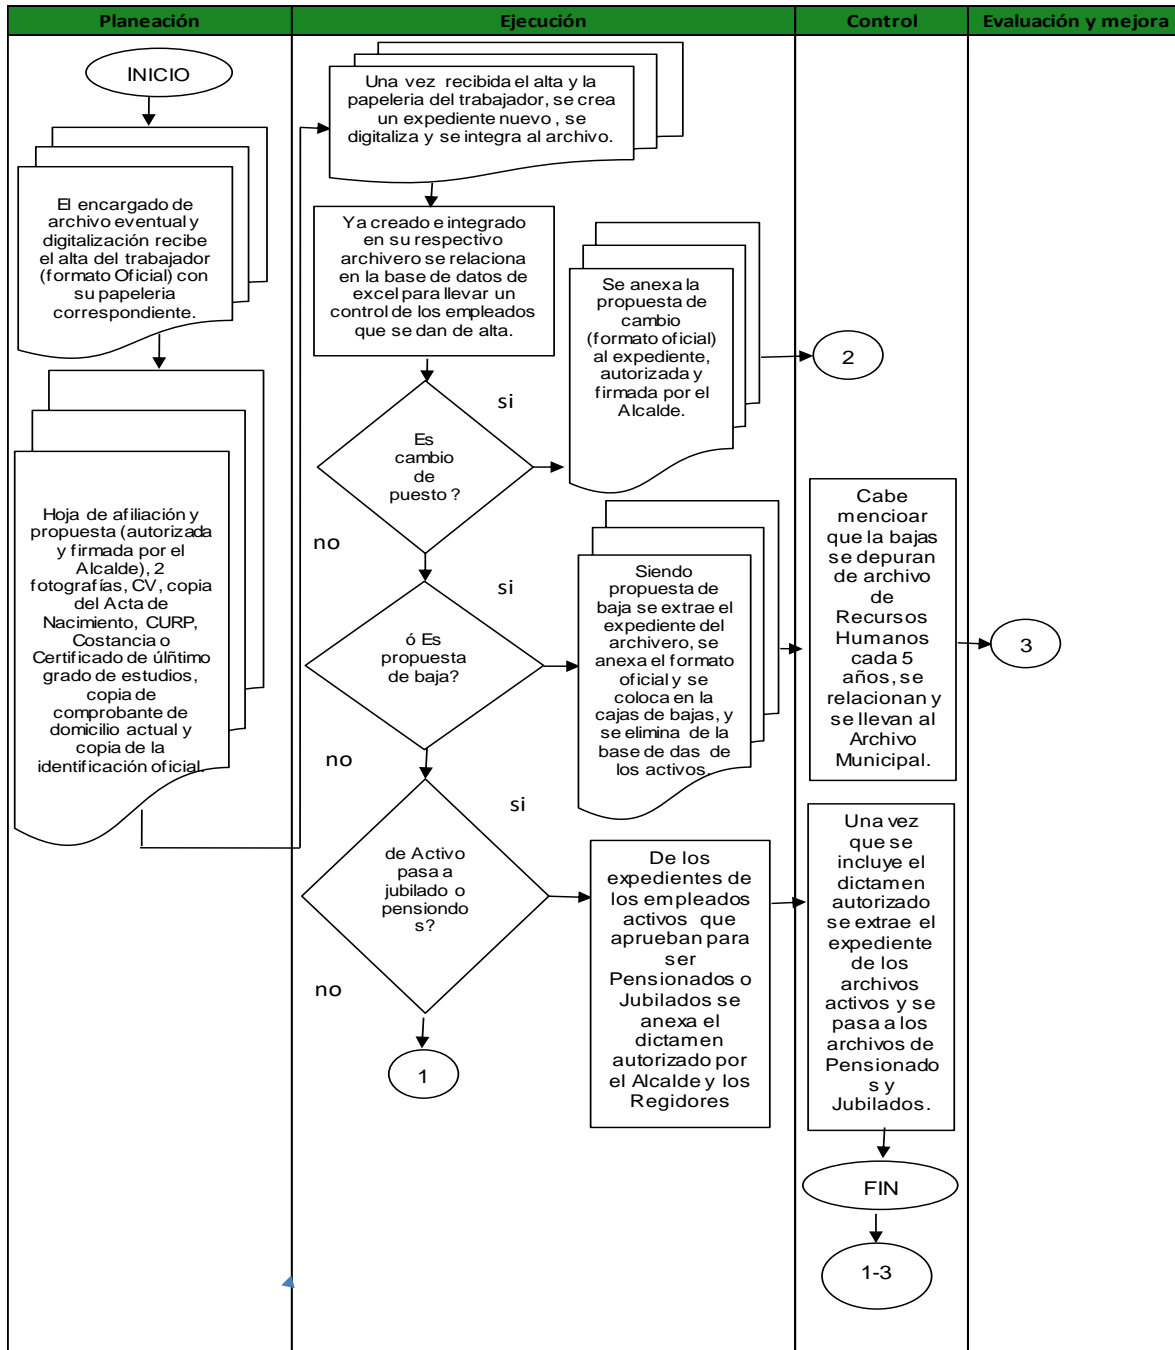 Planeación
Ejecución
Control
Evaluación y mejora
INICIO
El encargado de
archivo eventual y
digitalización recibe
el alta del trabajador
(formato Oficial) con
su papeleria
correspondiente.
Hoja de afiliación y
propuesta (autorizada
y firmada por el
Alcalde), 2
fotografías, CV, copia
del Acta de
Nacimiento, CURP,
Costancia o
Certificado de úlñtimo
grado de estudios,
copia de
comprobante de
domicilio actual y
copia de la
identificación oficial.
Una vez recibida el alta y la
papeleria del trabajador, se crea
un expediente nuevo , se
digitaliza y se integra al archivo.
Ya creado e integrado
en su respectivo
archivero se relaciona
en la base de datos de
excel para llevar un
control de los empleados
que se dan de alta.
Es
cambio
de
puesto ?
si
no
Se anexa la
propuesta de
cambio
(formato oficial)
al expediente,
autorizada y
firmada por el
Alcalde.
2
ó Es
propuesta
de baja?
si
no
Siendo
propuesta de
baja se extrae el
expediente del
archivero, se
anexa el formato
oficial y se
coloca en la
cajas de bajas, y
se elimina de la
base de das de
los activos.
Cabe
mencioar
que la bajas
se depuran
de archivo
de
Recursos
Humanos
cada 5
años, se
relacionan y
se llevan al
Archivo
Municipal.
3
de Activo
pasa a
jubilado o
pensiondo
s?
si
no
De los
expedientes de
los empleados
activos que
aprueban para
ser
Pensionados o
Jubilados se
anexa el
dictamen
autorizado por
el Alcalde y los
Regidores
Una vez
que se
incluye el
dictamen
autorizado
se extrae el
expediente
de los
archivos
activos y se
pasa a los
archivos de
Pensionado
s y
Jubilados.
1
FIN
1-3